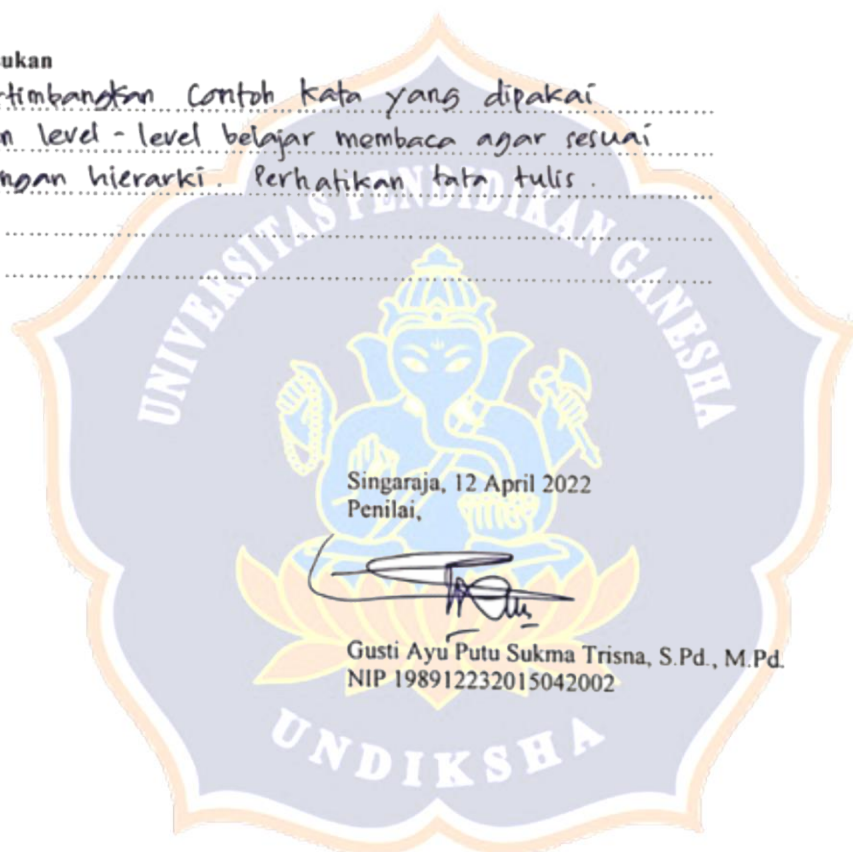 ukan
rtimbangkan Contoh kata yang dipakai
n level - level belajar membaca agar sesuai
ngan hierarki. Perhatikan tata tulis.
UNIVERSITAS PENDIDIKAN GANESHA
Singaraja, 12 April 2022
Penilai,
Gusti Ayu Putu Sukma Trisna, S.Pd., M.Pd.
NIP 198912232015042002
UNDIKSHA